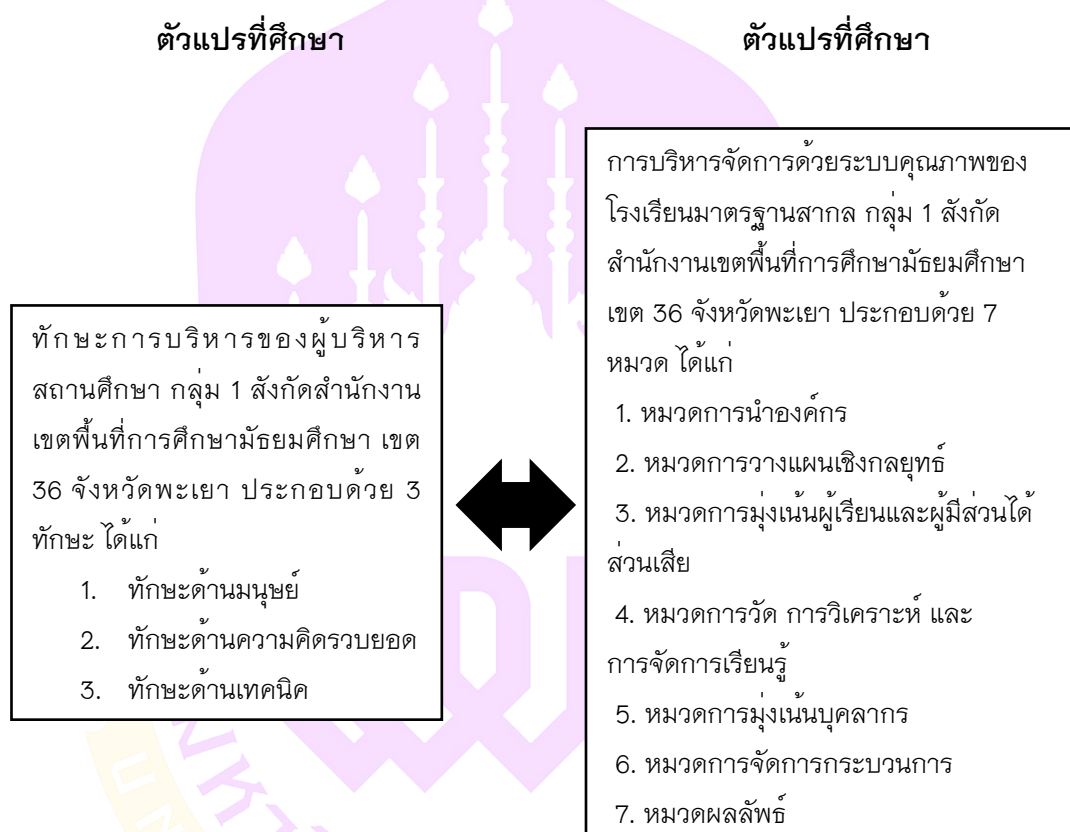 ตัวแปรที่ศึกษา
ตัวแปรที่ศึกษา
ทักษะการบริหารของผู้บริหาร
สถานศึกษา กลุ่ม 1 สังกัดสำนักงาน
เขตพื้นที่การศึกษามัธยมศึกษา เขต
36 จังหวัดพะเยา ประกอบด้วย 3
ทักษะ ได้แก่
1. ทักษะด้านมนุษย์
2. ทักษะด้านความคิดรวบยอด
3. ทักษะด้านเทคนิค
การบริหารจัดการด้วยระบบคุณภาพของ
โรงเรียนมาตรฐานสากล กลุ่ม 1 สังกัด
สำนักงานเขตพื้นที่การศึกษามัธยมศึกษา
เขต 36 จังหวัดพะเยา ประกอบด้วย 7
หมวด ได้แก่
1. หมวดการนำองค์กร
2. หมวดการวางแผนเชิงกลยุทธ์
3. หมวดการมุ่งเน้นผู้เรียนและผู้มีส่วนได้
ส่วนเสีย
4. หมวดการวัด การวิเคราะห์ และ
การจัดการเรียนรู้
5. หมวดการมุ่งเน้นบุคลากร
6. หมวดการจัดการกระบวนการ
7. หมวดผลลัพธ์